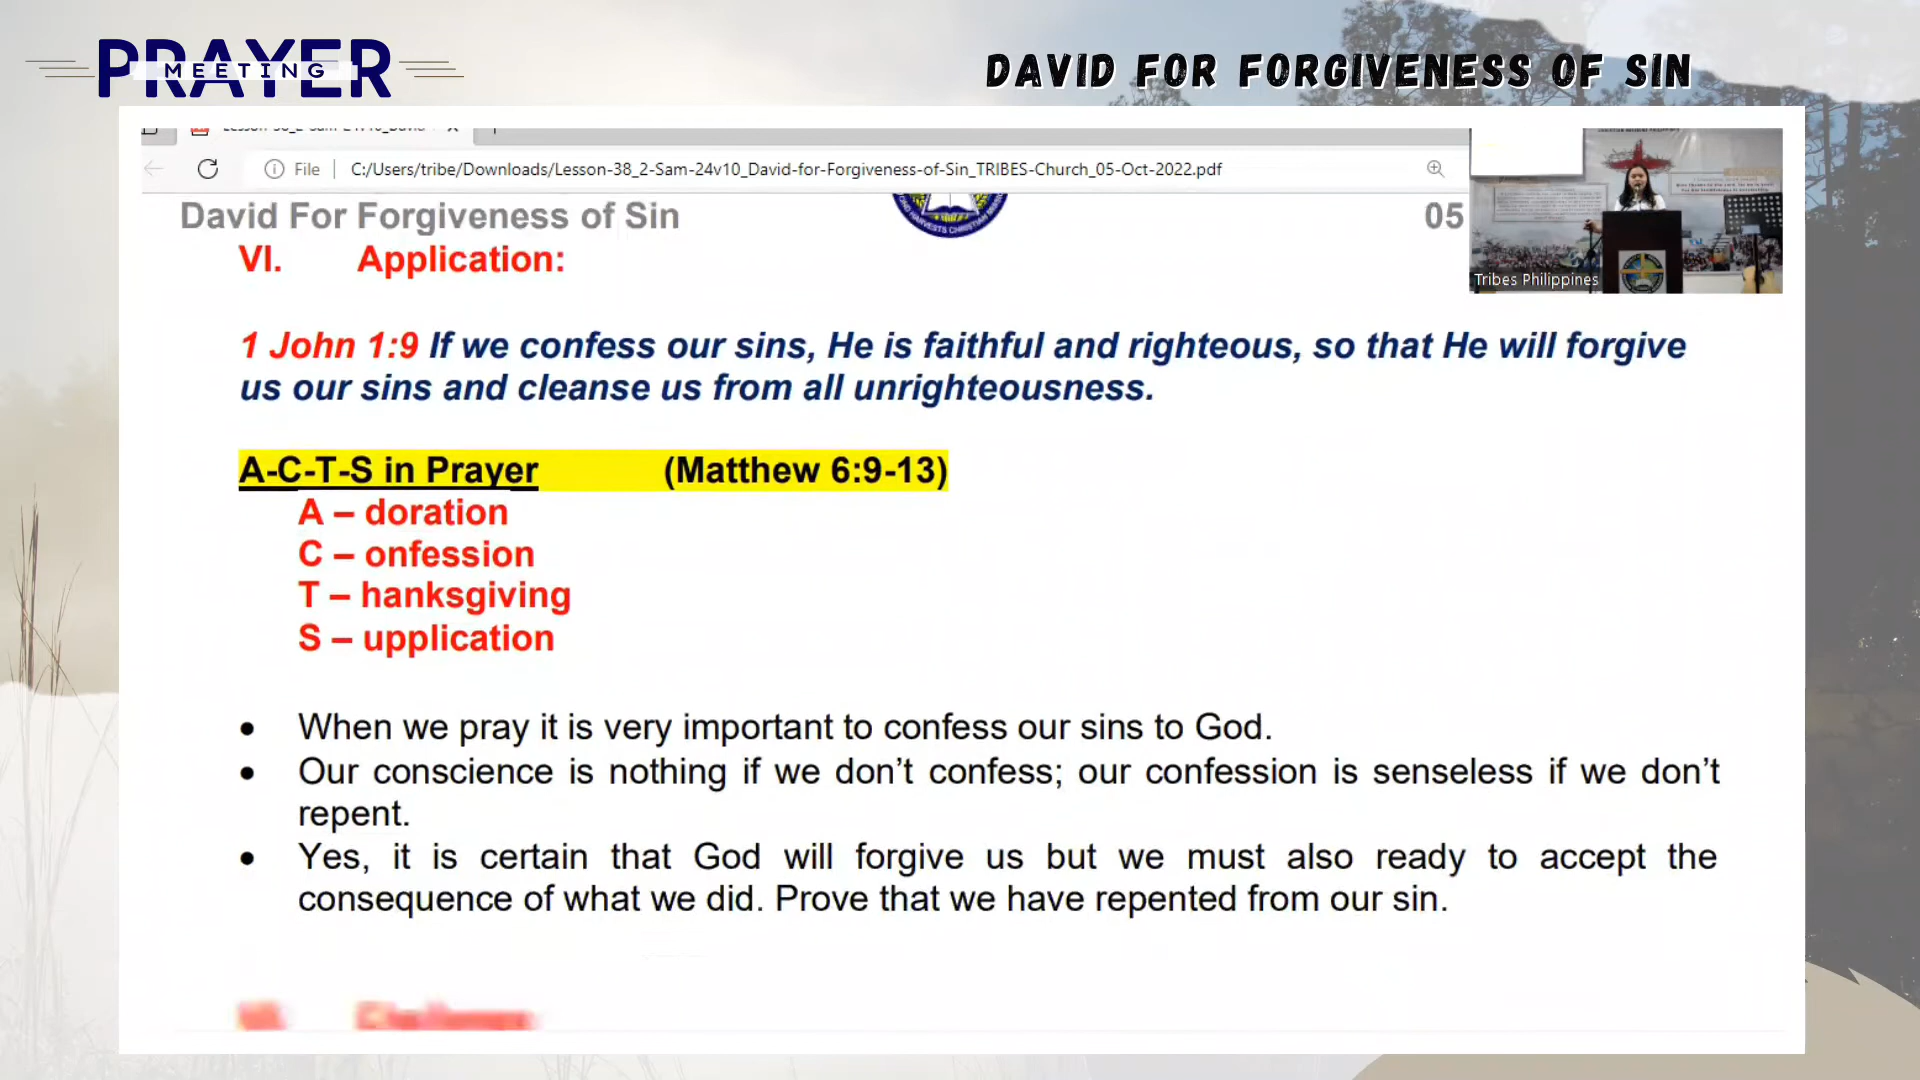 PRAYER
MEETING
DAVID FOR FORGIVENESS OF SIN
File
C:/Users/tribe/Downloads/Lesson-38_2-Sam-24v10_David-for-Forgiveness-of-Sin_TRIBES-Church_05-Oct-2022.pdf
David For Forgiveness of Sin
05
Tribes Philippines
VI. Application:
1 John 1:9 If we confess our sins, He is faithful and righteous, so that He will forgive
us our sins and cleanse us from all unrighteousness.
A-C-T-S in Prayer (Matthew 6:9-13)
A – doration
C – onfession
T – hanksgiving
S – upplication
• When we pray it is very important to confess our sins to God.
• Our conscience is nothing if we don’t confess; our confession is senseless if we don’t
repent.
• Yes, it is certain that God will forgive us but we must also ready to accept the
consequence of what we did. Prove that we have repented from our sin.